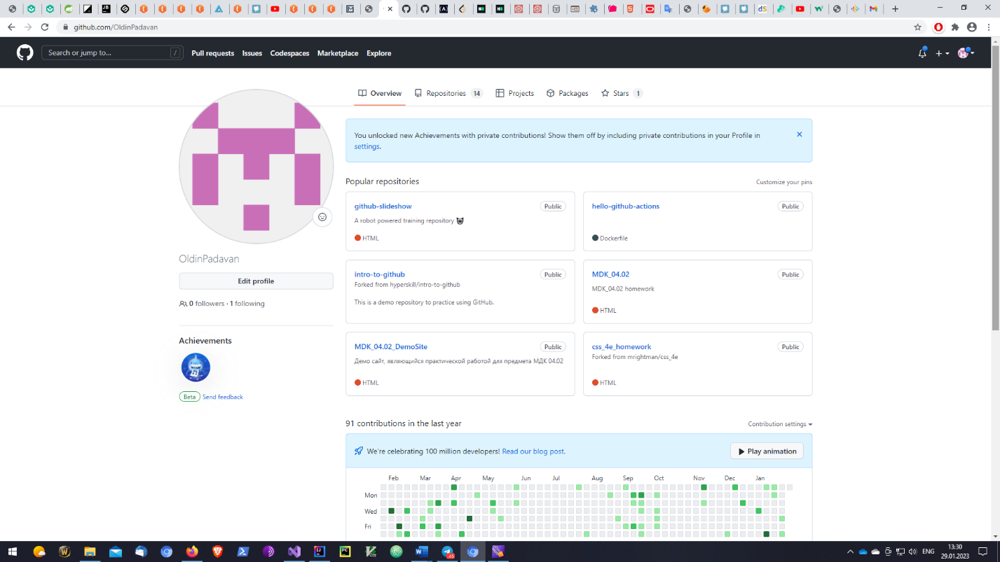 github.com/OldinPadavan
Search or jump to... /
Pull requests Issues Codespaces Marketplace Explore
Overview Repositories 14 Projects Packages Stars 1
You unlocked new Achievements with private contributions! Show them off by including private contributions in your Profile in
settings.
Popular repositories Customize your pins
github-slideshow Public
A robot powered training repository
HTML
hello-github-actions Public
Dockerfile
intro-to-github Public
Forked from hyperskill/intro-to-github
This is a demo repository to practice using GitHub.
MDK_04.02 Public
MDK_04.02 homework
HTML
MDK_04.02_DemoSite Public
Демо сайт, являющийся практической работой для предмета МДК 04.02
HTML
css_4e_homework Public
Forked from mrightman/css_4e
HTML
OldinPadavan
Edit profile
0 followers · 1 following
Achievements
Beta Send feedback
91 contributions in the last year Contribution settings
We're celebrating 100 million developers! Read our blog post. Play animation
Feb Mar Apr May Jun Jul Aug Sep Oct Nov Dec Jan
Mon
Wed
Fri
ENG
13:30
29.01.2023